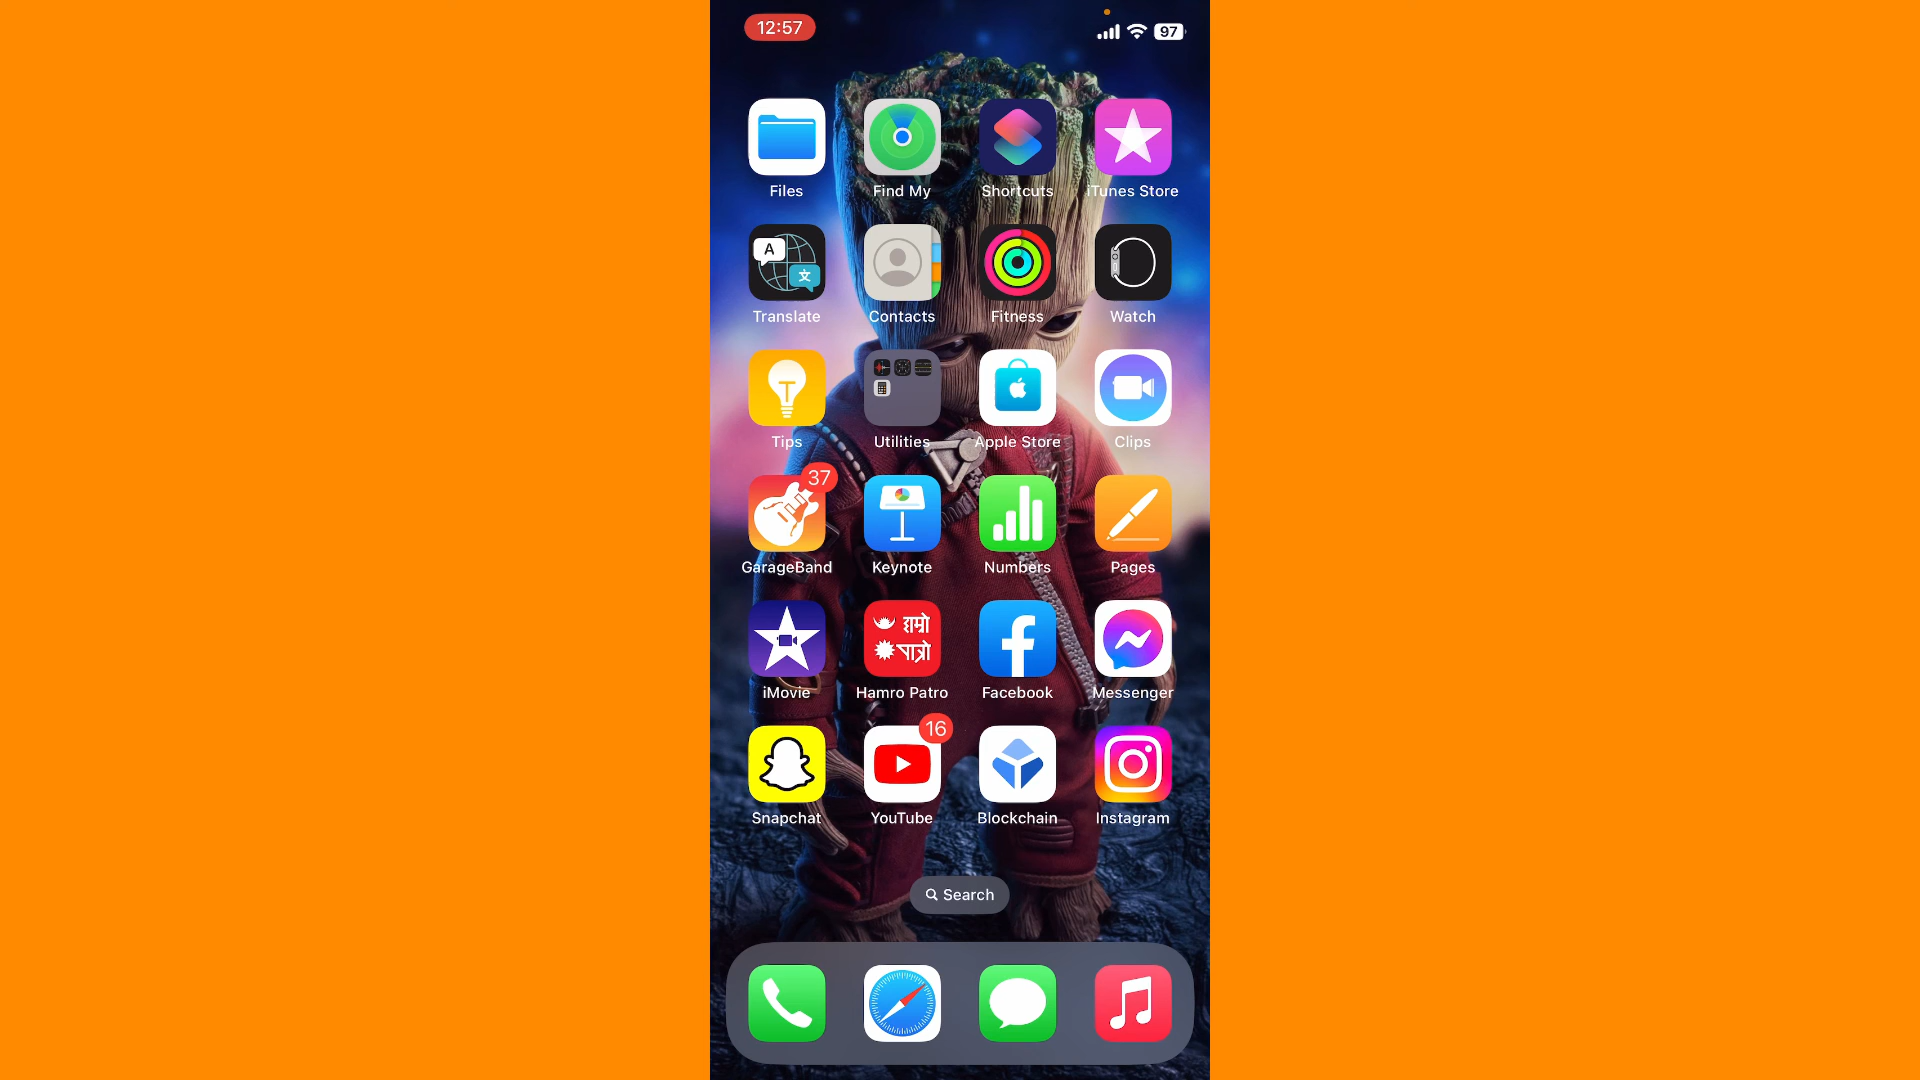 12:57
97
Files Find My Shortcuts iTunes Store
A 文
Translate Contacts Fitness Watch
Tips Utilities Apple Store Clips
37
GarageBand Keynote Numbers Pages
हाम्रो
पात्रो
iMovie Hamro Patro Facebook Messenger
16
Snapchat YouTube Blockchain Instagram
Search